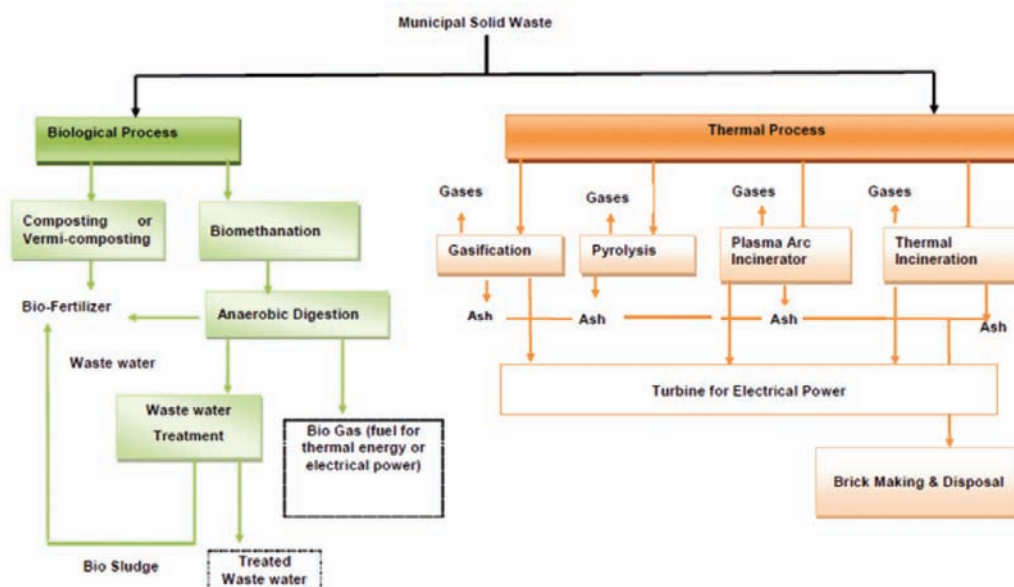 Municipal Solid Waste
Biological Process
Thermal Process
Composting or
Vermi-composting
Biomethanation
Bio-Fertilizer
Anaerobic Digestion
Waste water
Waste water
Treatment
Bio Gas (fuel for
thermal energy or
electrical power)
Bio Sludge
Treated
Waste water
Gases
Gases
Gases
Gases
Gasification
Pyrolysis
Plasma Arc
Incinerator
Thermal
Incineration
Ash
Ash
Ash
Ash
Turbine for Electrical Power
Brick Making & Disposal